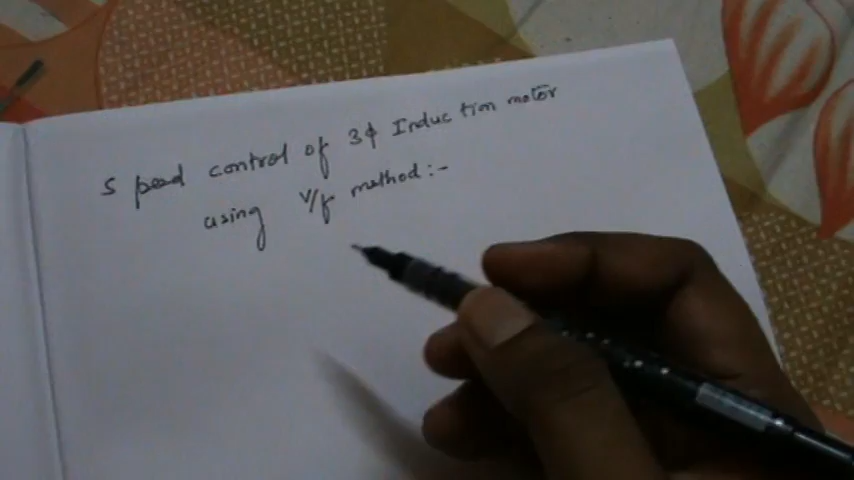 Speed control of 3ϕ Induction motor
using V/f method:-